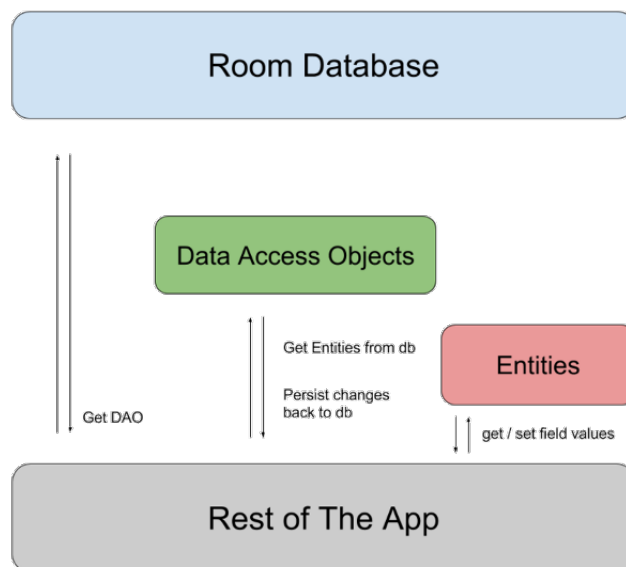 Room Database
Data Access Objects
Get Entities from db
Entities
Persist changes
back to db
Get DAO
get / set field values
Rest of The App